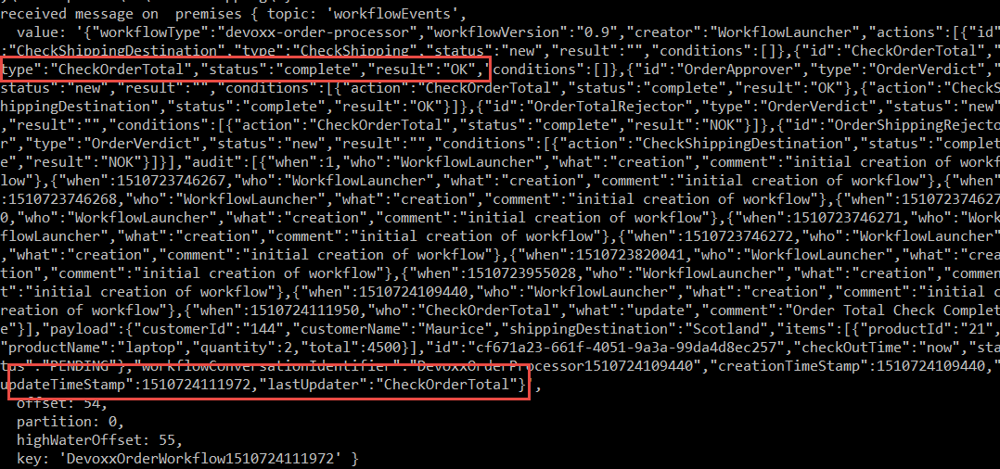 received message on  premises { topic: 'workflowEvents',
  value: '{"workflowType":"devoxx-order-processor","workflowVersion":"0.9","creator":"WorkflowLauncher","actions":[{"id"
:"CheckShippingDestination","type":"CheckShipping","status":"new","result":"","conditions":[]},{"id":"CheckOrderTotal","
type":"CheckOrderTotal","status":"complete","result":"OK","conditions":[]},{"id":"OrderApprover","type":"OrderVerdict","
status":"new","result":"","conditions":[{"action":"CheckOrderTotal","status":"complete","result":"OK"},{"action":"CheckS
hippingDestination","status":"complete","result":"OK"}]},{"id":"OrderTotalRejector","type":"OrderVerdict","status":"new"
,"result":"","conditions":[{"action":"CheckOrderTotal","status":"complete","result":"NOK"}]},{"id":"OrderShippingRejecto
r","type":"OrderVerdict","status":"new","result":"","conditions":[{"action":"CheckShippingDestination","status":"complet
e","result":"NOK"}]}],"audit":[{"when":1,"who":"WorkflowLauncher","what":"creation","comment":"initial creation of workf
low"},{"when":1510723746267,"who":"WorkflowLauncher","what":"creation","comment":"initial creation of workflow"},{"when"
:1510723746268,"who":"WorkflowLauncher","what":"creation","comment":"initial creation of workflow"},{"when":151072374627
0,"who":"WorkflowLauncher","what":"creation","comment":"initial creation of workflow"},{"when":1510723746271,"who":"Work
flowLauncher","what":"creation","comment":"initial creation of workflow"},{"when":1510723746272,"who":"WorkflowLauncher"
,"what":"creation","comment":"initial creation of workflow"},{"when":1510723820041,"who":"WorkflowLauncher","what":"crea
tion","comment":"initial creation of workflow"},{"when":1510723955028,"who":"WorkflowLauncher","what":"creation","commen
t":"initial creation of workflow"},{"when":1510724109440,"who":"WorkflowLauncher","what":"creation","comment":"initial c
reation of workflow"},{"when":1510724111950,"who":"CheckOrderTotal","what":"update","comment":"Order Total Check Complet
e"}],"payload":{"customerId":"144","customerName":"Maurice","shippingDestination":"Scotland","items":[{"productId":"21",
"productName":"laptop","quantity":2,"total":4500}],"id":"cf671a23-661f-4051-9a3a-99da4d8ec257","checkOutTime":"now","sta
tus":"PENDING"},"workflowConversationIdentifier":"DevoxxOrderProcessor1510724109440","creationTimeStamp":1510724109440,"
updateTimeStamp":1510724111972,"lastUpdater":"CheckOrderTotal"}',
  offset: 54,
  partition: 0,
  highWaterOffset: 55,
  key: 'DevoxxOrderWorkflow1510724111972' }